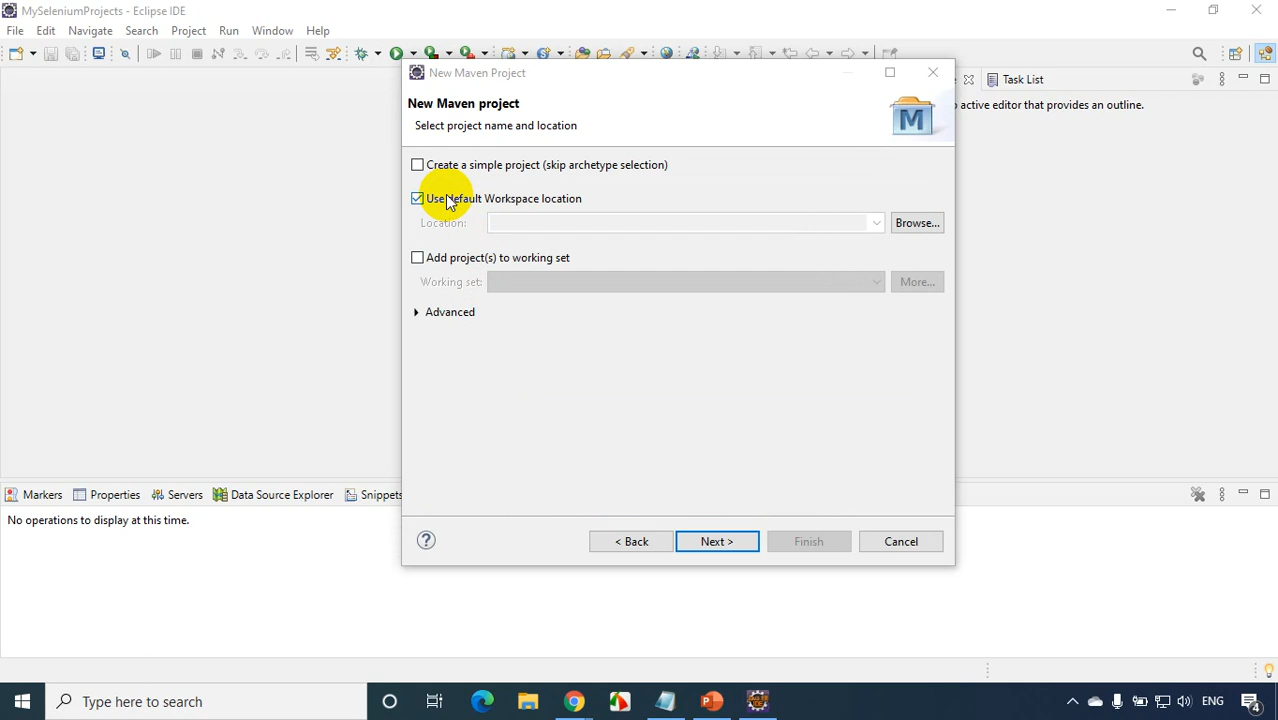 MySeleniumProjects - Eclipse IDE
File Edit Navigate Search Project Run Window Help
New Maven Project
Task List
New Maven project
Select project name and location
M
active editor that provides an outline.
Create a simple project (skip archetype selection)
Use default Workspace location
Location:
Browse...
Add project(s) to working set
Working set:
More...
Advanced
Markers Properties Servers Data Source Explorer Snippets
No operations to display at this time.
? < Back Next > Finish Cancel
Type here to search
ENG
4